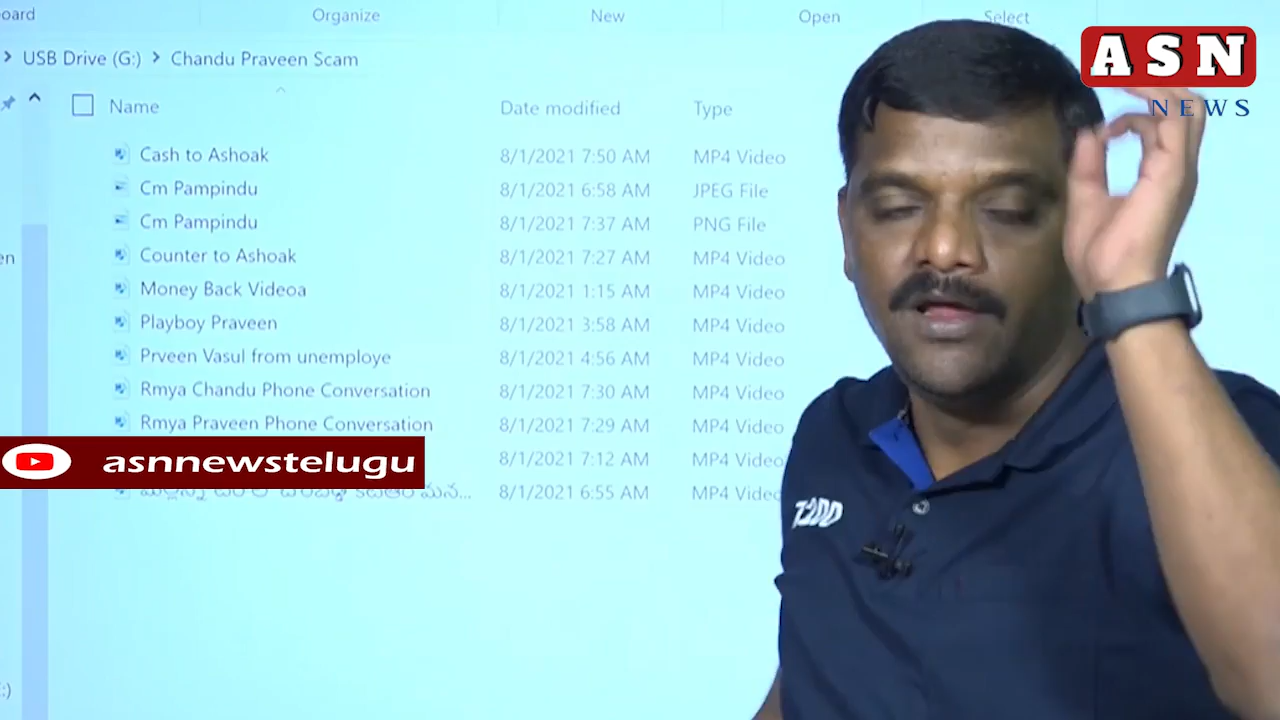 oard
Organize
New
Open
Select
USB Drive (G:) > Chandu Praveen Scam
Name Date modified Type
Cash to Ashoak 8/1/2021 7:50 AM MP4 Video
Cm Pampindu 8/1/2021 6:58 AM JPEG File
Cm Pampindu 8/1/2021 7:37 AM PNG File
Counter to Ashoak 8/1/2021 7:27 AM MP4 Video
Money Back Videoa 8/1/2021 1:15 AM MP4 Video
Playboy Praveen 8/1/2021 3:58 AM MP4 Video
Prveen Vasul from unemploye 8/1/2021 4:56 AM MP4 Video
Rmya Chandu Phone Conversation 8/1/2021 7:30 AM MP4 Video
Rmya Praveen Phone Conversation 8/1/2021 7:29 AM MP4 Video
8/1/2021 7:12 AM MP4 Video
8/1/2021 6:55 AM MP4 Video
en
:)
asnnewstelugu
ASN
NEWS